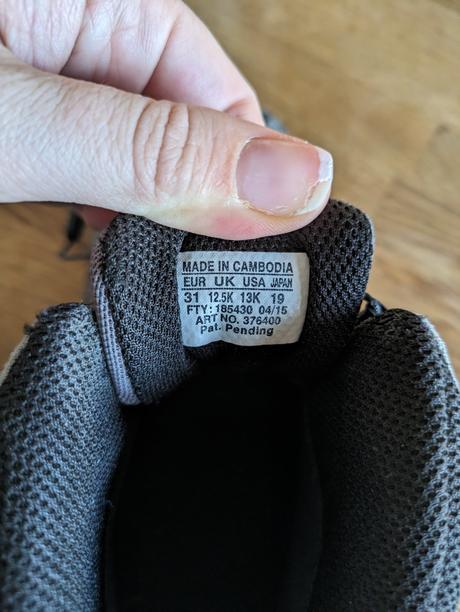 MADE IN CAMBODIA
EUR UK USA JAPAN
31 12.5K 13K 19
FTY: 185430 04/15
ART NO. 376400
Pat. Pending